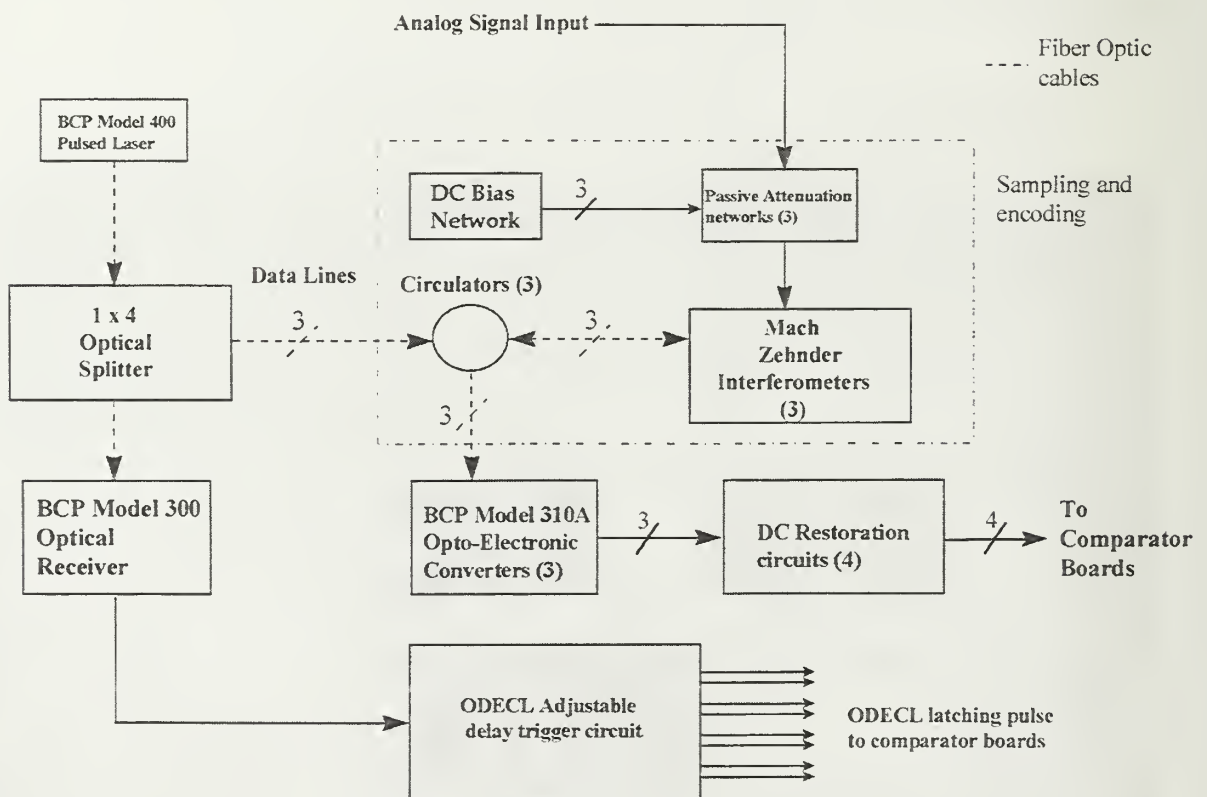 Analog Signal Input
Fiber Optic
cables
BCP Model 400
Pulsed Laser
DC Bias
Network
3
Passive Attenuation
networks (3)
Sampling and
encoding
Data Lines
Circulators (3)
1 x 4
Optical
Splitter
3
3
Mach
Zehnder
Interferometers
(3)
3
BCP Model 300
Optical
Receiver
BCP Model 310A
Opto-Electronic
Converters (3)
3
DC Restoration
circuits (4)
4
To
Comparator
Boards
ODECL Adjustable
delay trigger circuit
ODECL latching pulse
to comparator boards